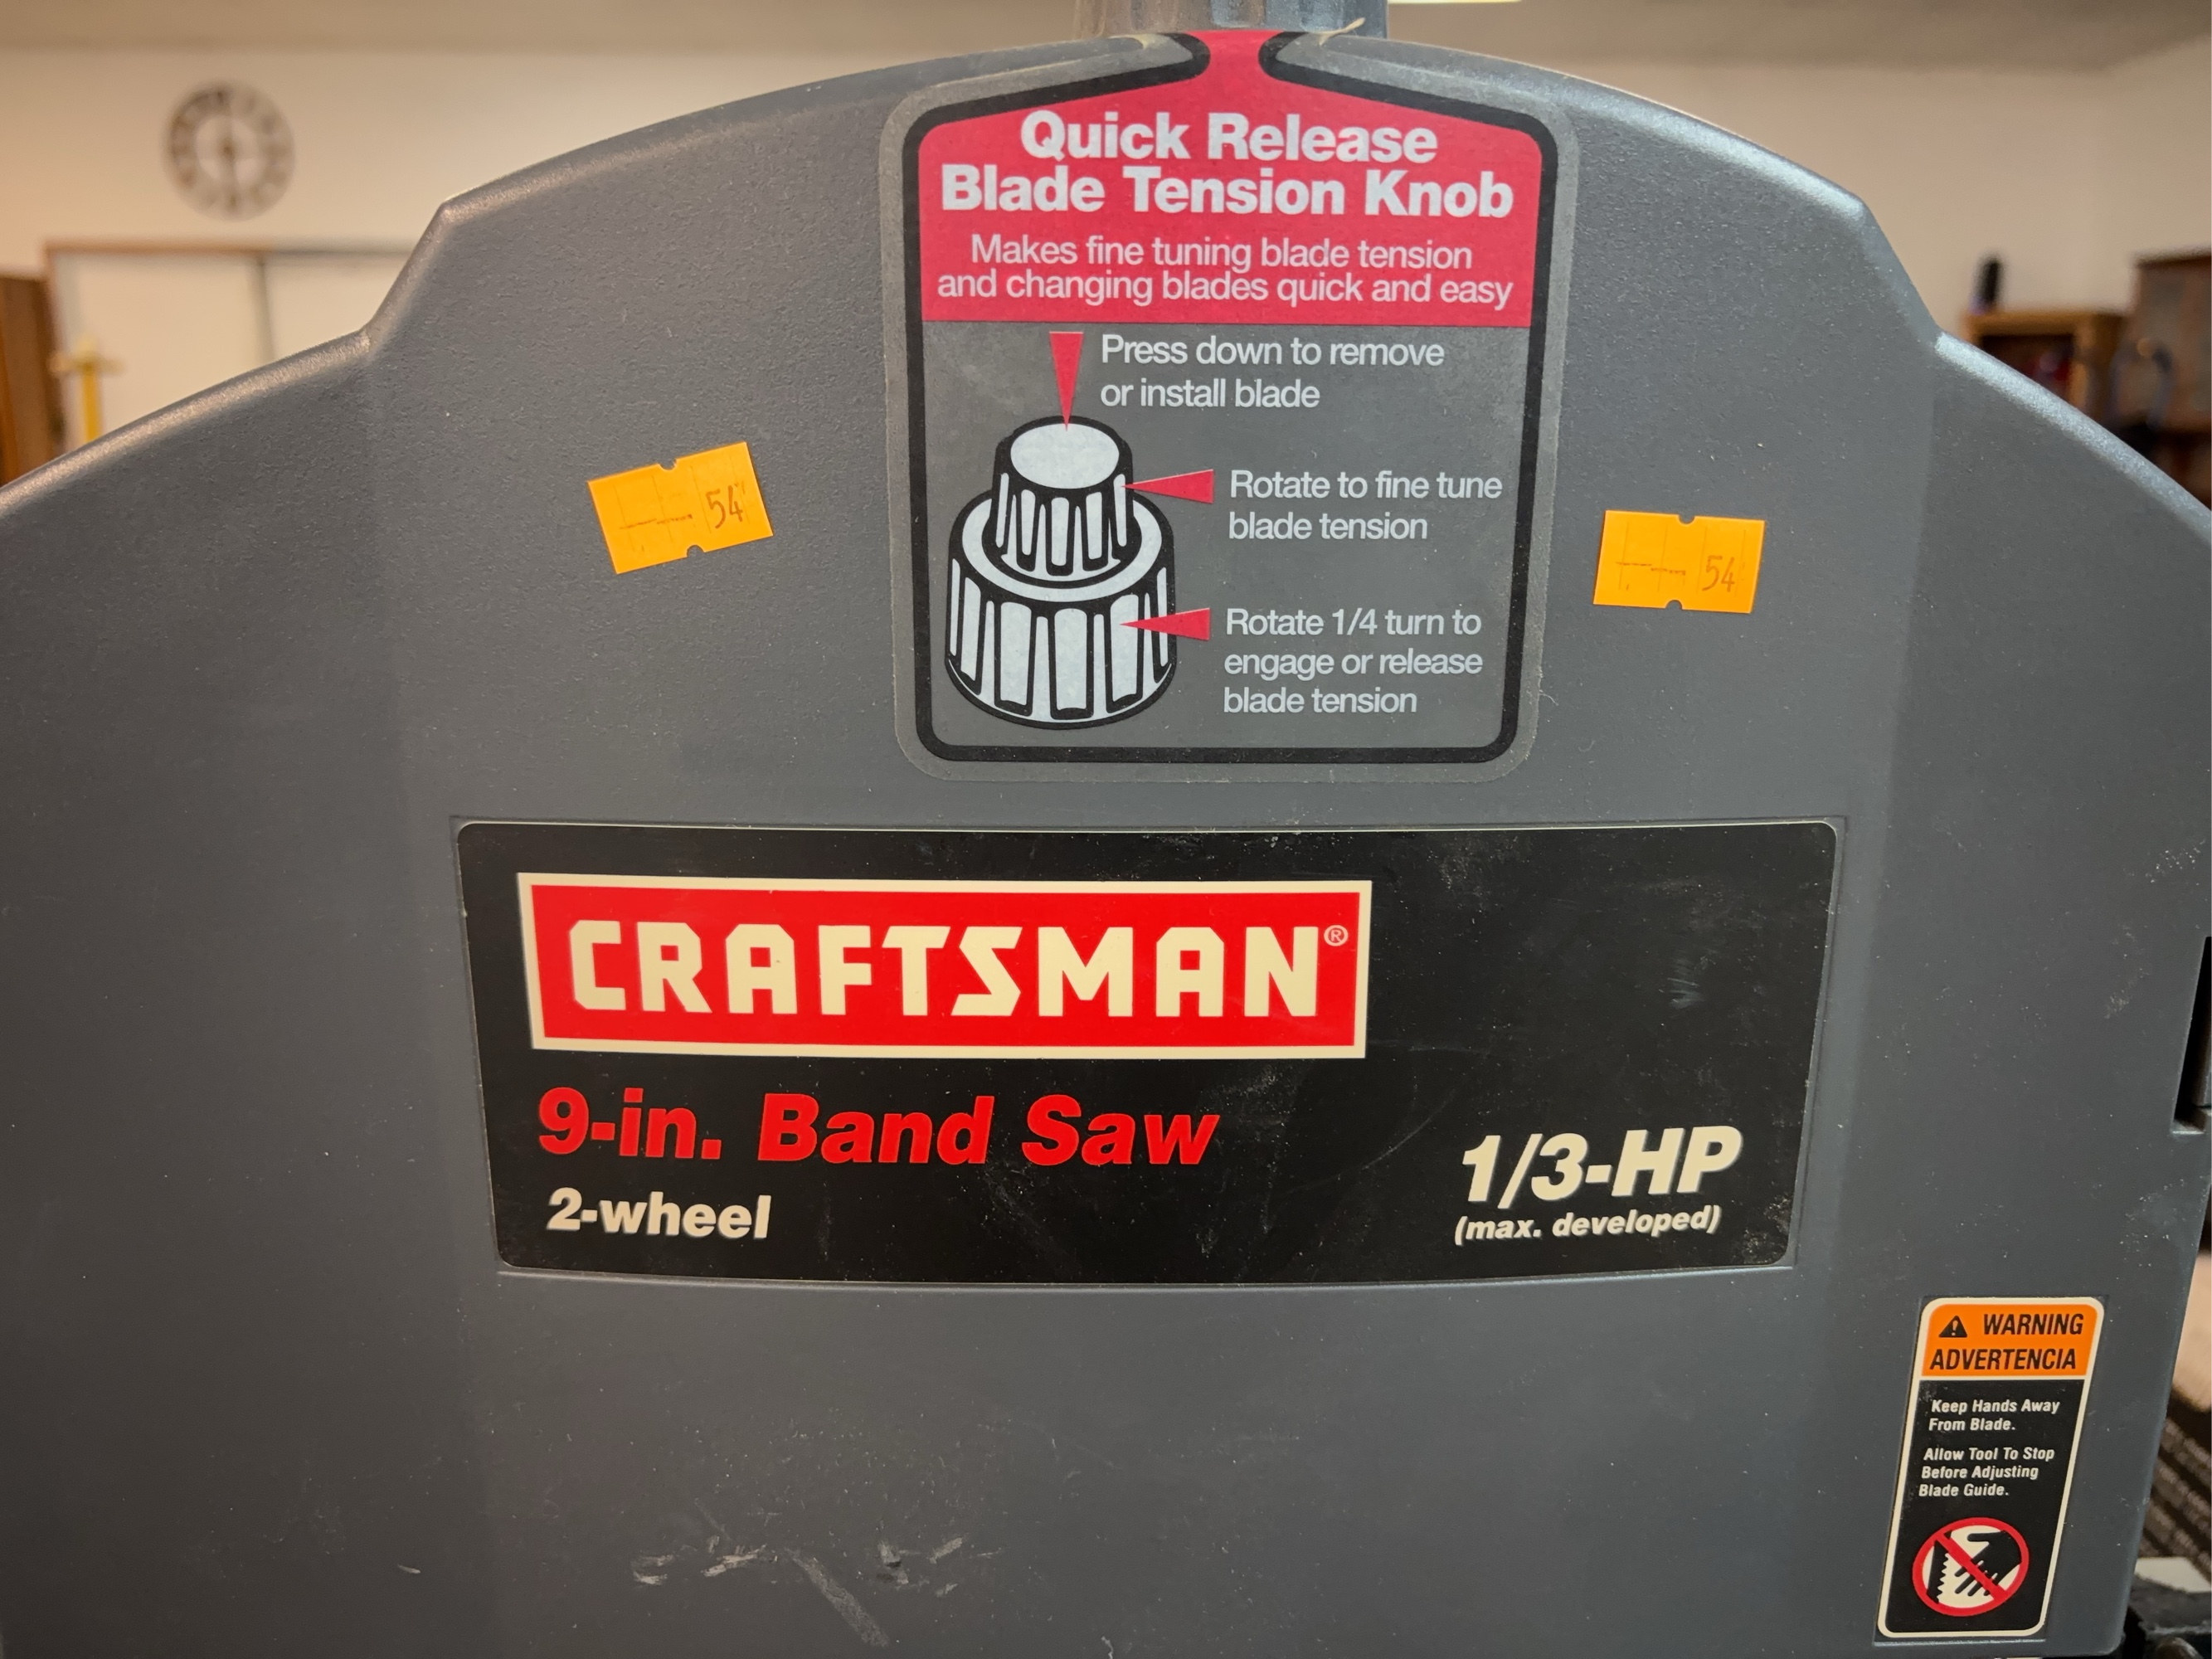 Quick Release
Blade Tension Knob
Makes fine tuning blade tension
and changing blades quick and easy
Press down to remove
or install blade
Rotate to fine tune
blade tension
Rotate 1/4 turn to
engage or release
blade tension
54
54
CRAFTSMAN®
9-in. Band Saw
2-wheel
1/3-HP
(max. developed)
WARNING
ADVERTENCIA
Keep Hands Away
From Blade.
Allow Tool To Stop
Before Adjusting
Blade Guide.